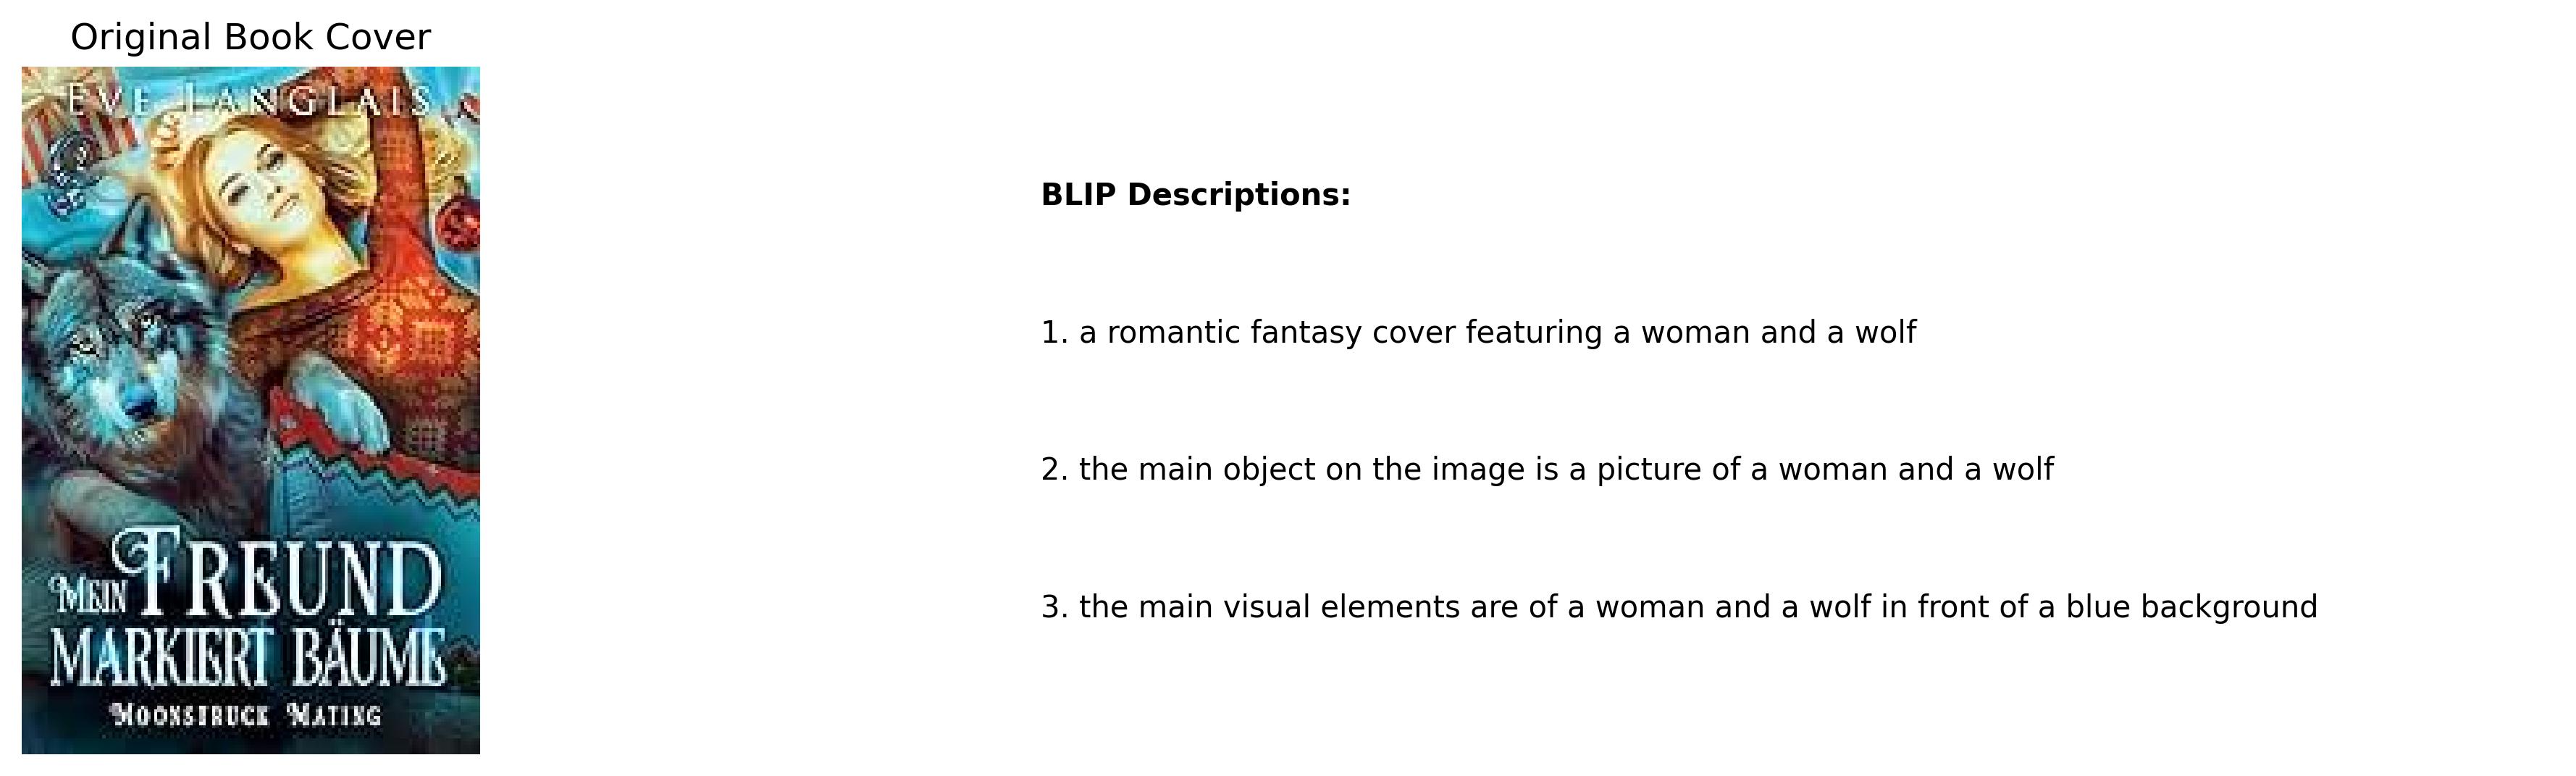 Original Book Cover
EVE LANGLAIS
MEIN FREUND
MARKIERT BÄUME
MOONSTRUCK MATING
BLIP Descriptions:
1. a romantic fantasy cover featuring a woman and a wolf
2. the main object on the image is a picture of a woman and a wolf
3. the main visual elements are of a woman and a wolf in front of a blue background